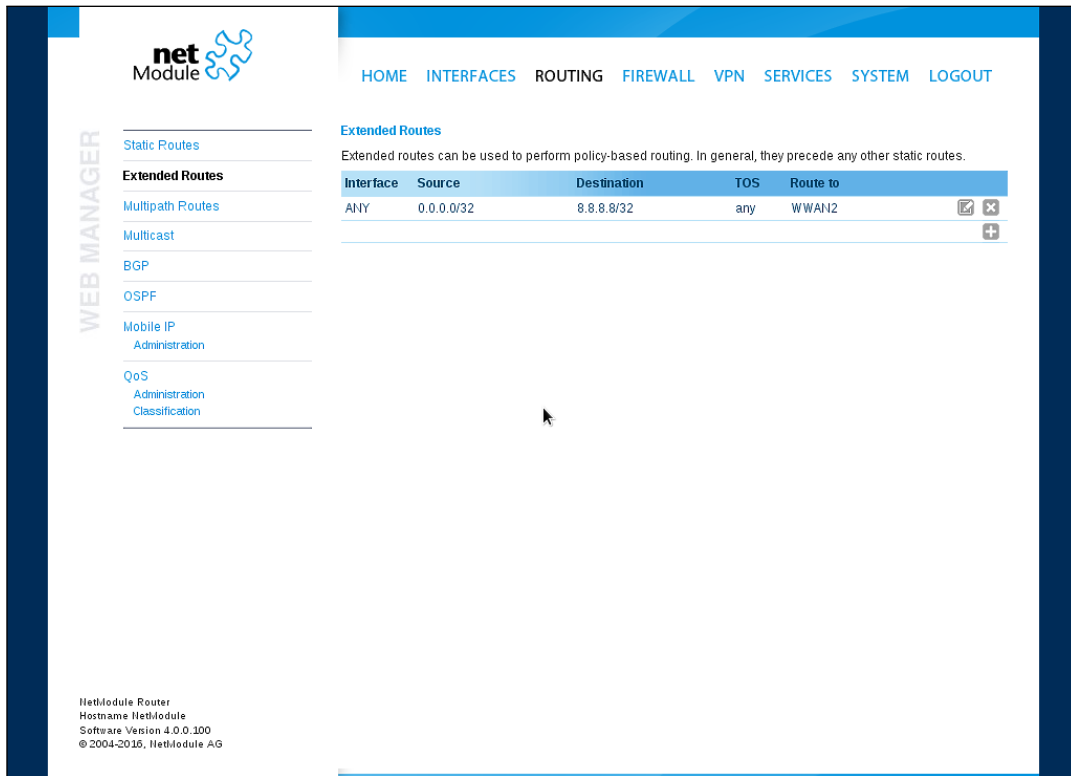 net
Module
HOME INTERFACES ROUTING FIREWALL VPN SERVICES SYSTEM LOGOUT
WEB MANAGER
Static Routes
Extended Routes
Multipath Routes
Multicast
BGP
OSPF
Mobile IP
Administration
QoS
Administration
Classification
Extended Routes
Extended routes can be used to perform policy-based routing. In general, they precede any other static routes.
Interface Source Destination TOS Route to
ANY 0.0.0.0/32 8.8.8.8/32 any WWAN2
NetModule Router
Hostname NetModule
Software Version 4.0.0.100
© 2004-2016, NetModule AG